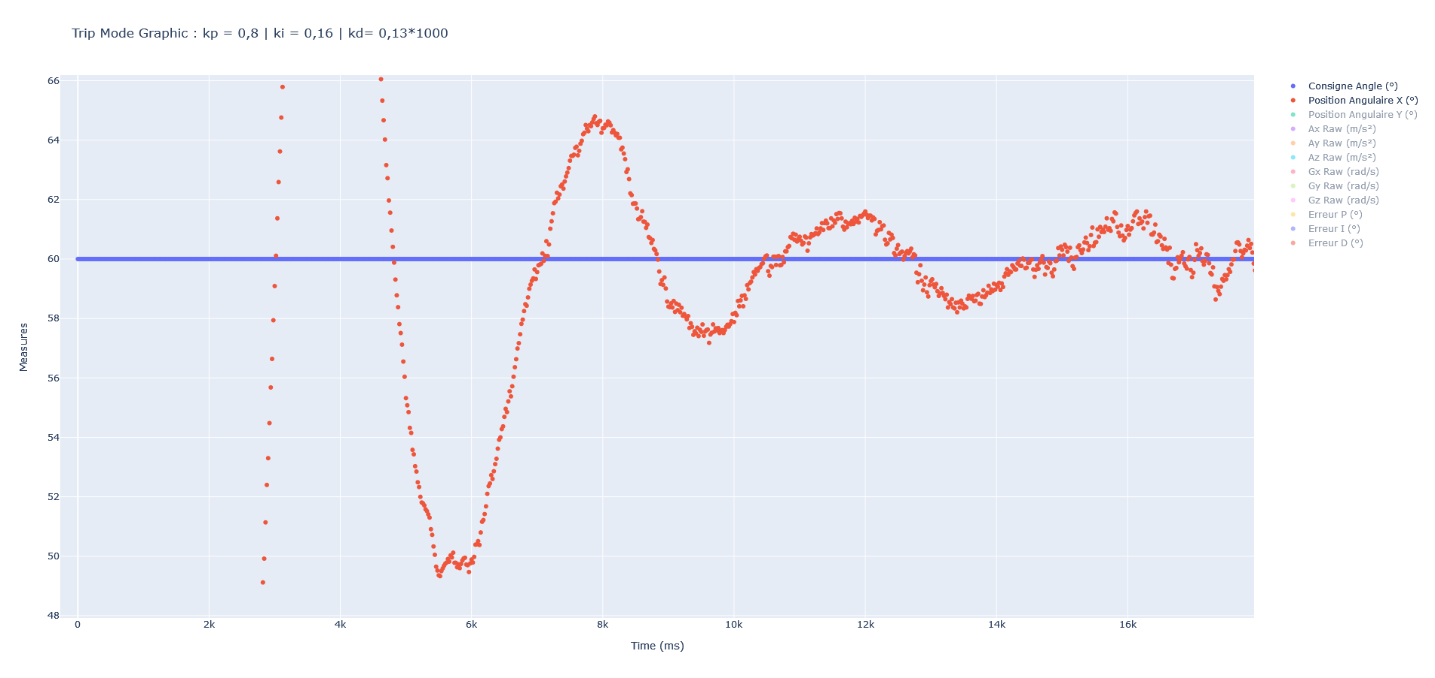 Trip Mode Graphic : kp = 0,8 | ki = 0,16 | kd= 0,13*1000
66
64
62
60
58
56
54
52
50
48
Measures
0
2k
4k
6k
8k
10k
12k
14k
16k
Time (ms)
Consigne Angle (º)
Position Angulaire X (º)
Position Angulaire Y (º)
Ax Raw (m/s²)
Ay Raw (m/s²)
Az Raw (m/s²)
Gx Raw (rad/s)
Gy Raw (rad/s)
Gz Raw (rad/s)
Erreur P (º)
Erreur I (º)
Erreur D (º)